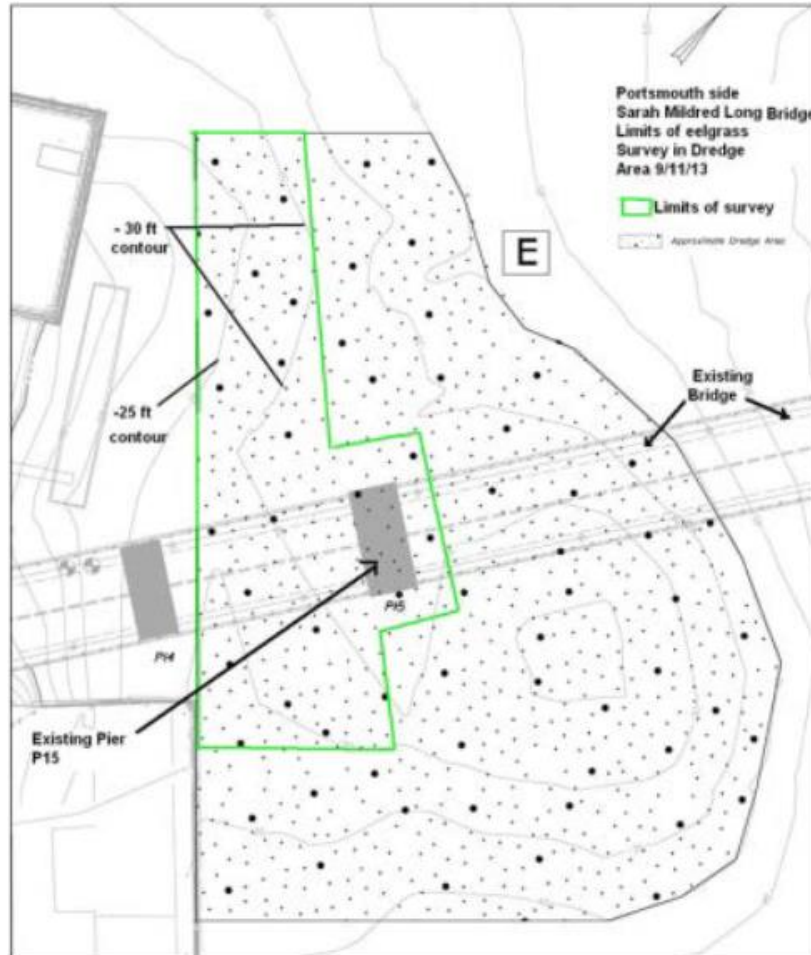 Portsmouth side
Sarah Mildred Long Bridge
Limits of eelgrass
Survey in Dredge
Area 9/11/13
Limits of survey
Approximate Dredge Area
- 30 ft
contour
E
-25 ft
contour
Existing
Bridge
P14
P15
Existing Pier
P15